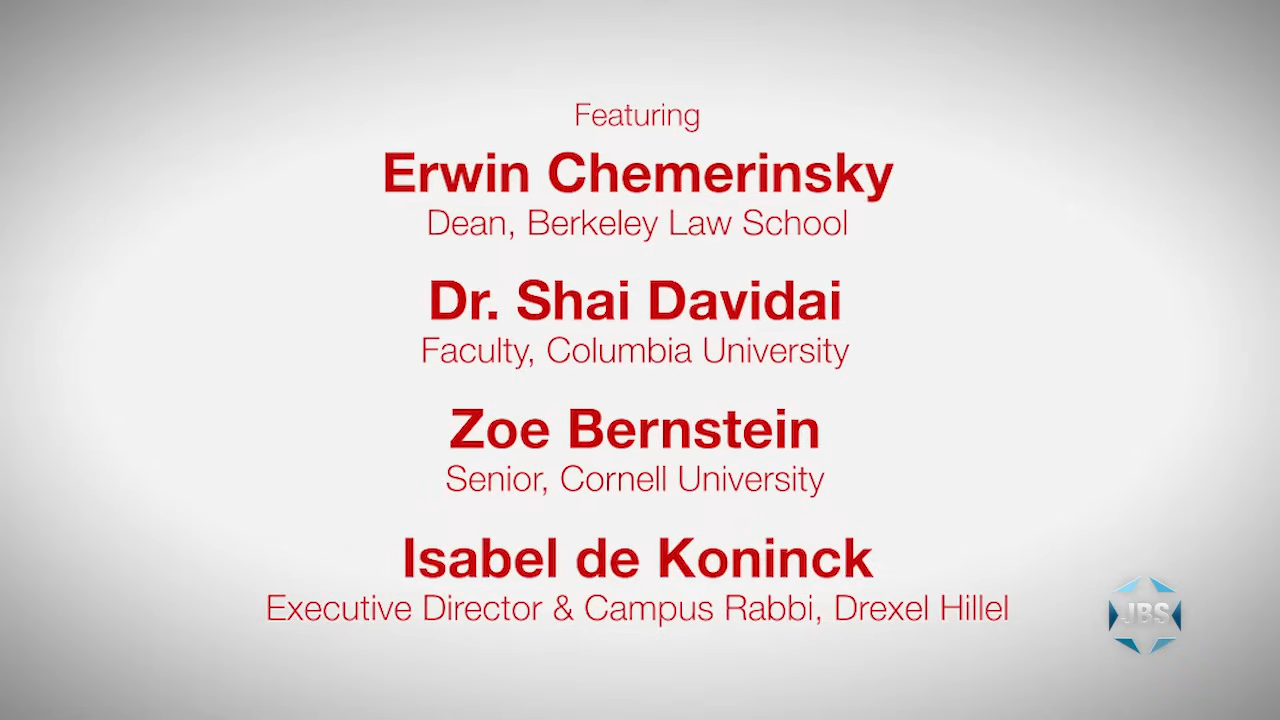 Featuring
Erwin Chemerinsky
Dean, Berkeley Law School
Dr. Shai Davidai
Faculty, Columbia University
Zoe Bernstein
Senior, Cornell University
Isabel de Koninck
Executive Director & Campus Rabbi, Drexel Hillel
JBS